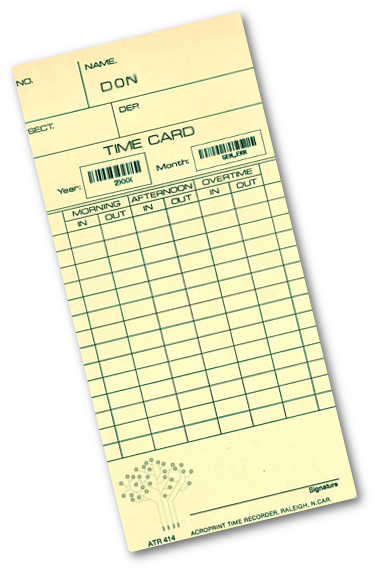 NO. NAME.
DON
SECT. DEP.
TIME CARD
Year: 2XXX Month: GEN_ERR
MORNING AFTERNOON OVERTIME
IN OUT IN OUT IN OUT
Signature
ATR 414 ACROPRINT TIME RECORDER, RALEIGH, N.CAR.